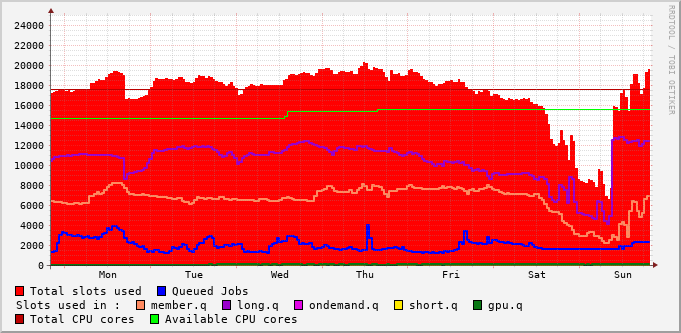 24000
22000
20000
18000
16000
14000
12000
10000
8000
6000
4000
2000
0
Mon Tue Wed Thu Fri Sat Sun
RRDTOOL / TOBI OETIKER
Total slots used Queued Jobs
Slots used in : member.q long.q ondemand.q short.q gpu.q
Total CPU cores Available CPU cores